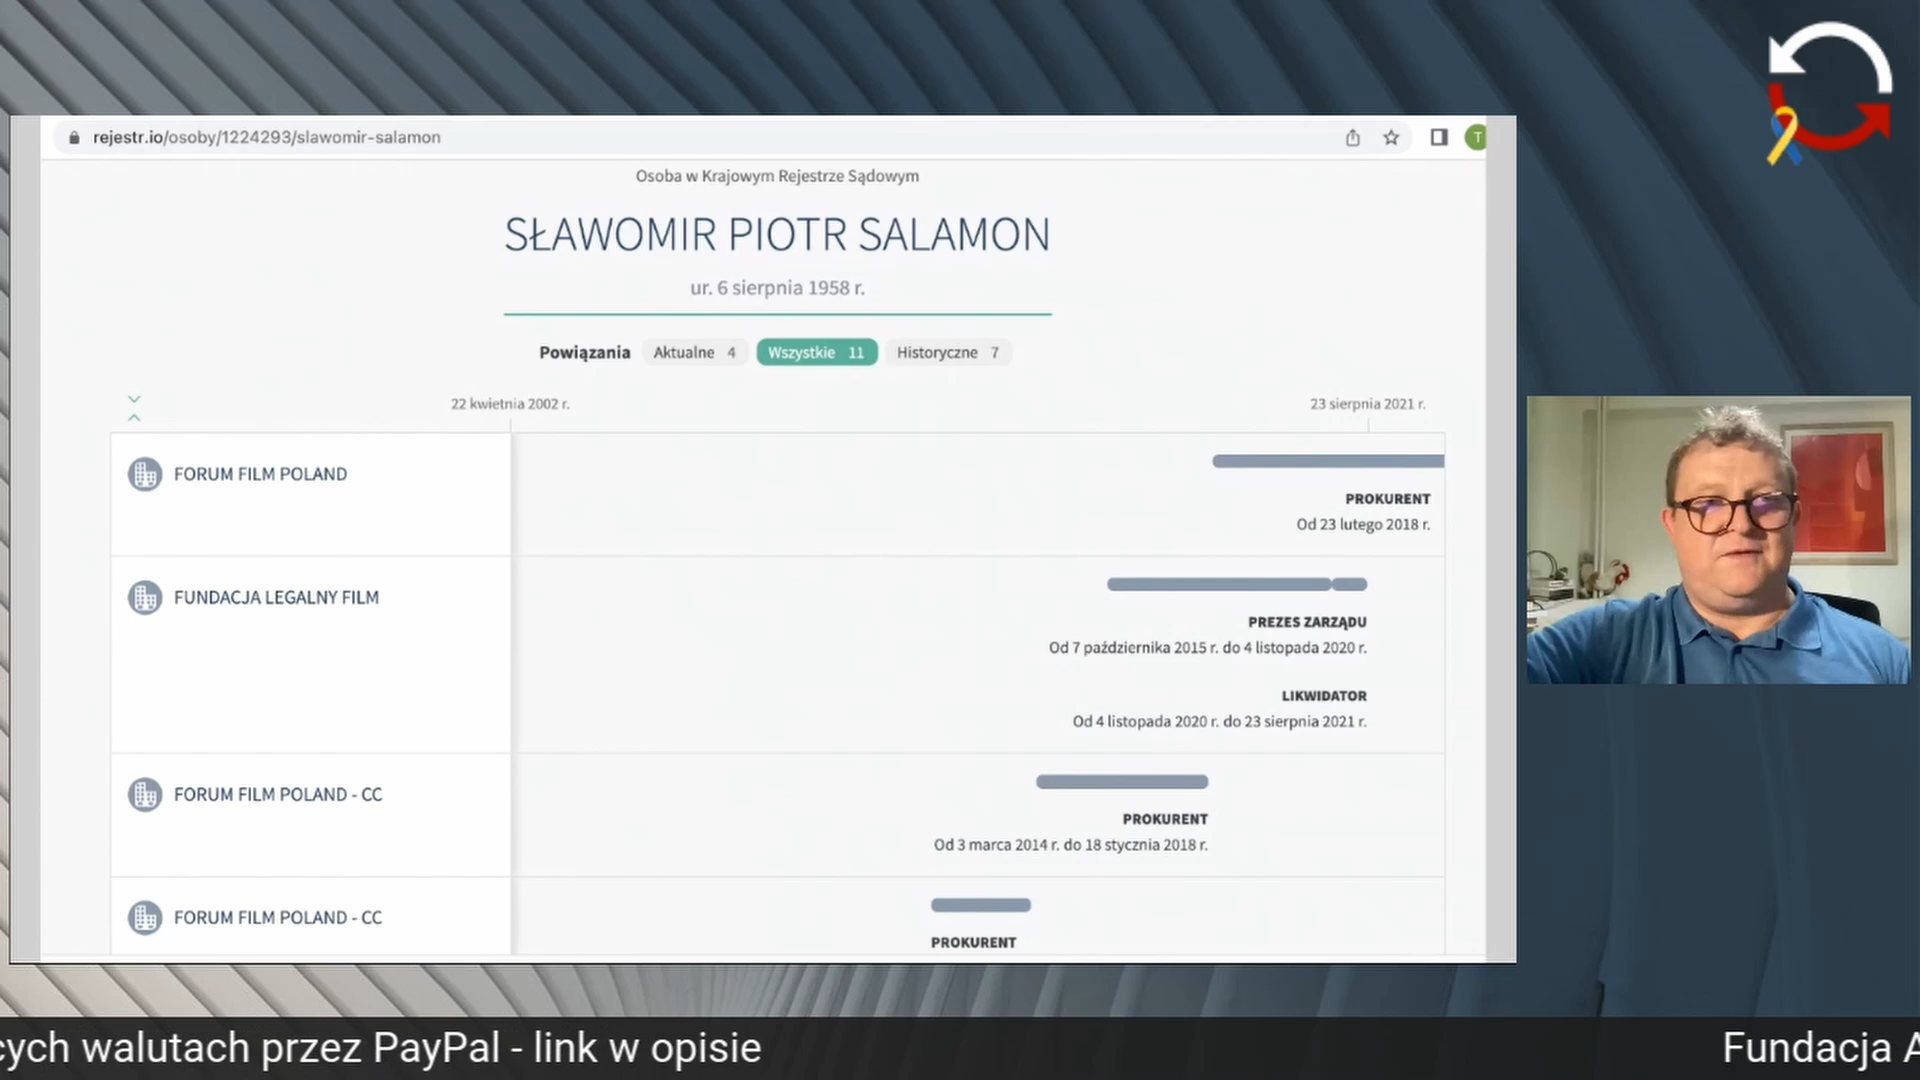 rejestr.io/osoby/1224293/slawomir-salamon
T
Osoba w Krajowym Rejestrze Sądowym
SŁAWOMIR PIOTR SALAMON
ur. 6 sierpnia 1958 r.
Powiązania Aktualne 4 Wszystkie 11 Historyczne 7
22 kwietnia 2002 r. 23 sierpnia 2021 r.
FORUM FILM POLAND
PROKURENT
Od 23 lutego 2018 r.
FUNDACJA LEGALNY FILM
PREZES ZARZĄDU
Od 7 października 2015 r. do 4 listopada 2020 r.
LIKWIDATOR
Od 4 listopada 2020 r. do 23 sierpnia 2021 r.
FORUM FILM POLAND - CC
PROKURENT
Od 3 marca 2014 r. do 18 stycznia 2018 r.
FORUM FILM POLAND - CC
PROKURENT
cych walutach przez PayPal - link w opisie Fundacja A